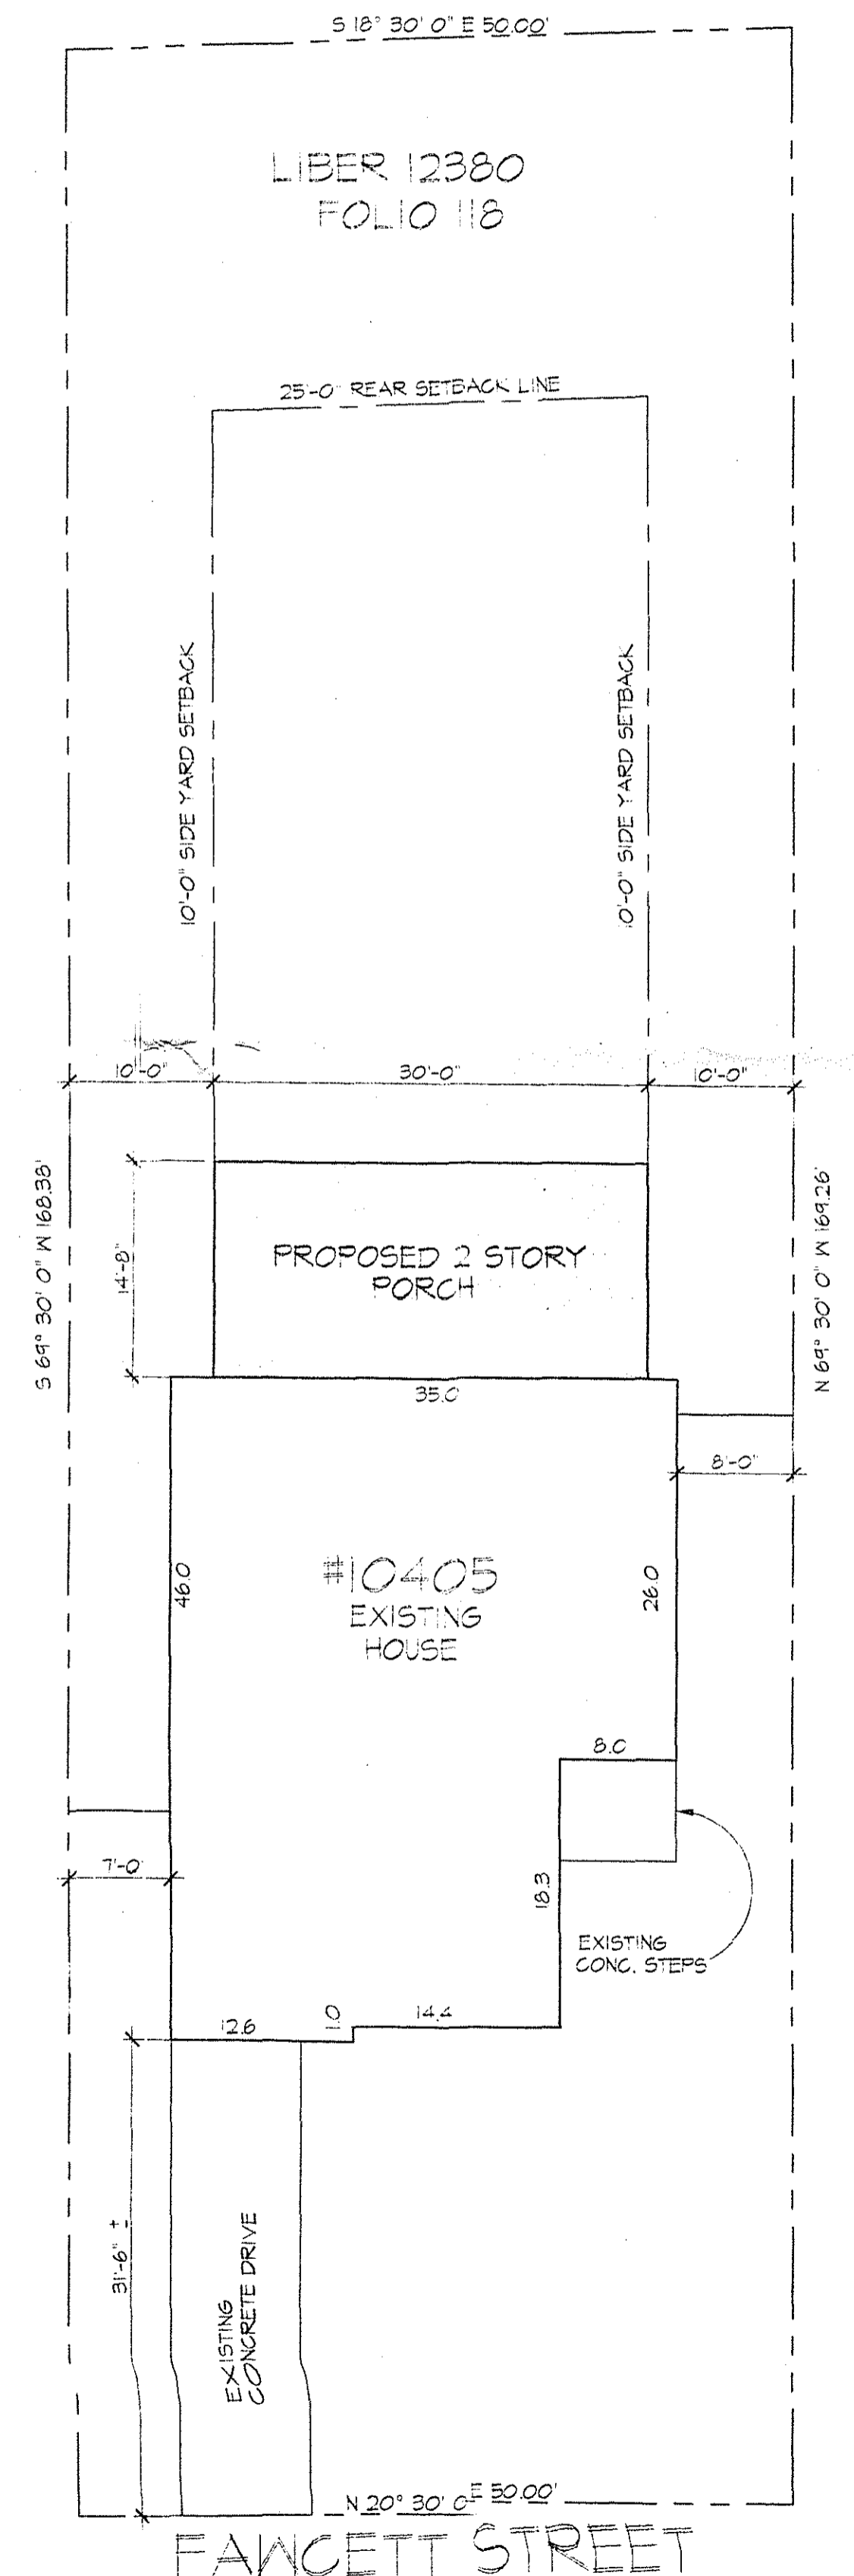 S 18° 30' 0" E 50.00'
LIBER 12380
FOLIO 118
25'-0" REAR SETBACK LINE
10'-0" SIDE YARD SETBACK
10'-0" SIDE YARD SETBACK
10'-0"
30'-0"
10'-0"
S 69° 30' 0" W 168.38'
N 69° 30' 0" W 169.26'
14'-8"
PROPOSED 2 STORY
PORCH
35.0
8'-0"
46.0
#10405
EXISTING
HOUSE
26.0
8.0
7'-0"
18.3
EXISTING
CONC. STEPS
12.6
1.0
14.4
31'-6" ±
EXISTING
CONCRETE DRIVE
N 20° 30' 0" E 50.00'
FAWCETT STREET